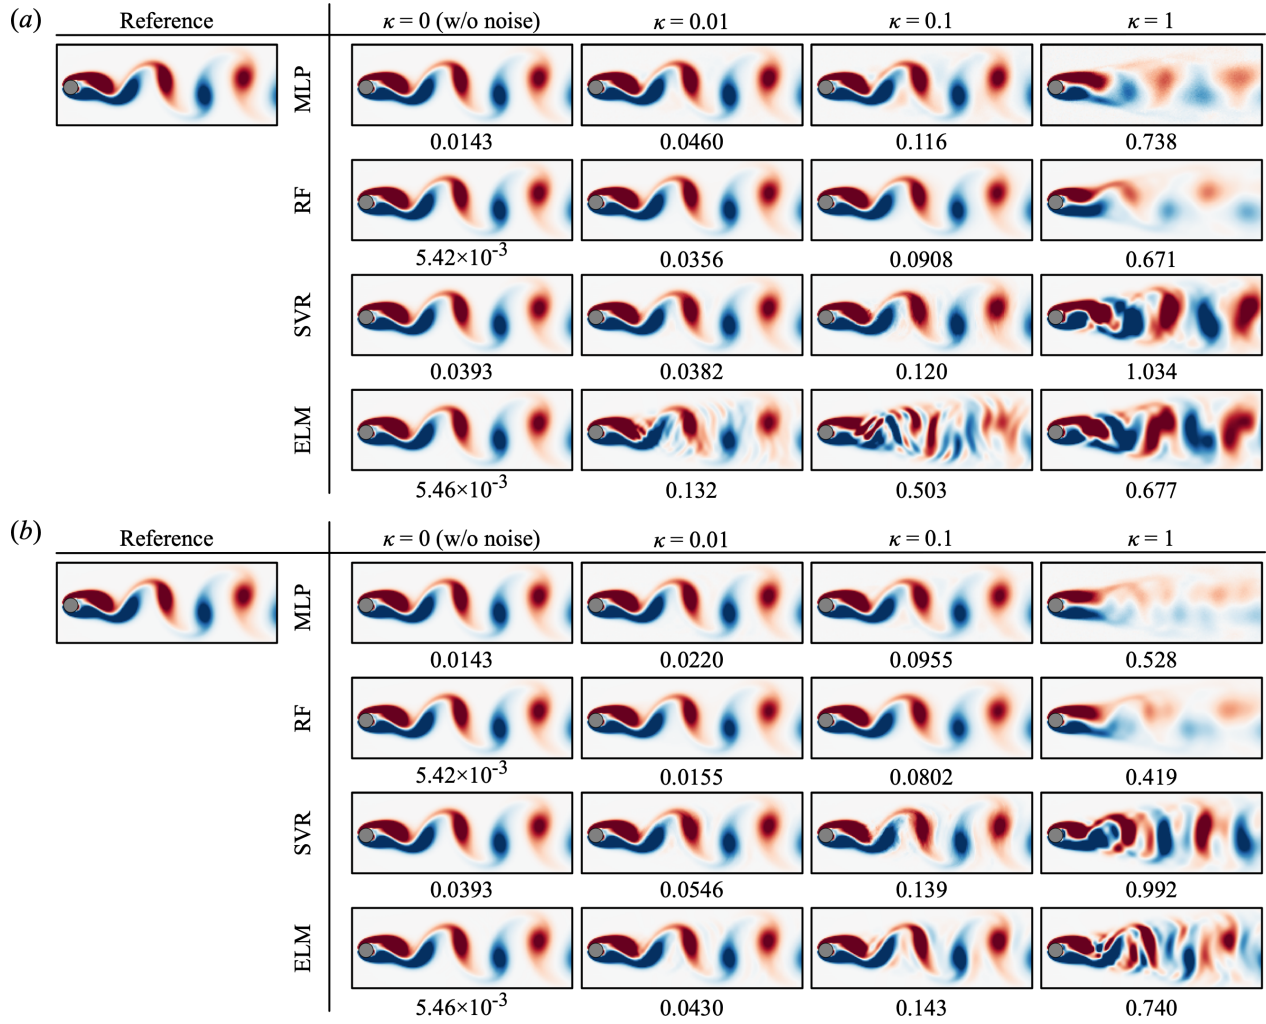 (a) Reference κ = 0 (w/o noise) κ = 0.01 κ = 0.1 κ = 1
MLP
0.0143 0.0460 0.116 0.738
RF
5.42×10-3 0.0356 0.0908 0.671
SVR
0.0393 0.0382 0.120 1.034
ELM
5.46×10-3 0.132 0.503 0.677
(b) Reference κ = 0 (w/o noise) κ = 0.01 κ = 0.1 κ = 1
MLP
0.0143 0.0220 0.0955 0.528
RF
5.42×10-3 0.0155 0.0802 0.419
SVR
0.0393 0.0546 0.139 0.992
ELM
5.46×10-3 0.0430 0.143 0.740